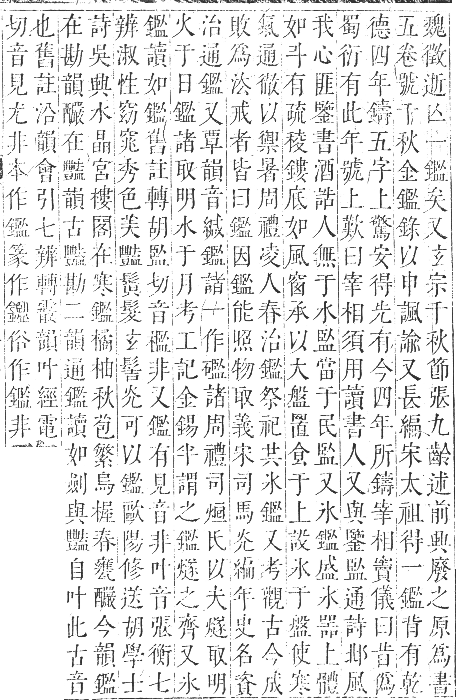 魏徵逝亡一鑑矣又玄宗千秋節張九齡述前興廢之原爲書
五卷號千秋金鑑錄以申諷諭又長編宋太祖得一鑑背有乾
德四年鑄五字上驚安得先有今四年所鑄宰相竇儀曰昔僞
蜀衍有此年號上歎曰宰相須用讀書人又與鑒監通詩邶風
我心匪鑒書酒誥人無于水監當于民監又氷鑑盛氷器上體
如斗有疏稜鏤底如風窗承以大盤置食于上設氷于盤使寒
氣通徹以禦暑周禮凌人春治鑑祭祀共氷鑑又考觀古今成
敗爲法戒者皆曰鑑因鑑能照物取義宋司馬光編年史名資
治通鑑又覃韻音緘鑑諸一作礛諸周禮司烜氏以夫燧取明
火于日鑑諸取明水于月考工記金錫半謂之鑑燧之齊又氷
鑑讀如鑑舊註轉胡監切音檻非又鑑有見音非叶音張衡七
辨淑性窈窕秀色美豔鬒髮玄髻光可以鑑歐陽修送胡學士
詩吳興水晶宮樓閣在寒鑑橘柚秋苞繁烏程春甕釅今韻鑑
在勘韻釅在豔韻古豔勘二韻通鑑讀如劍與豔自叶此古音
也舊註沿韻會引七辨轉霰韻叶經電
切音見尤非本作鑒篆作鑑俗作鑑非